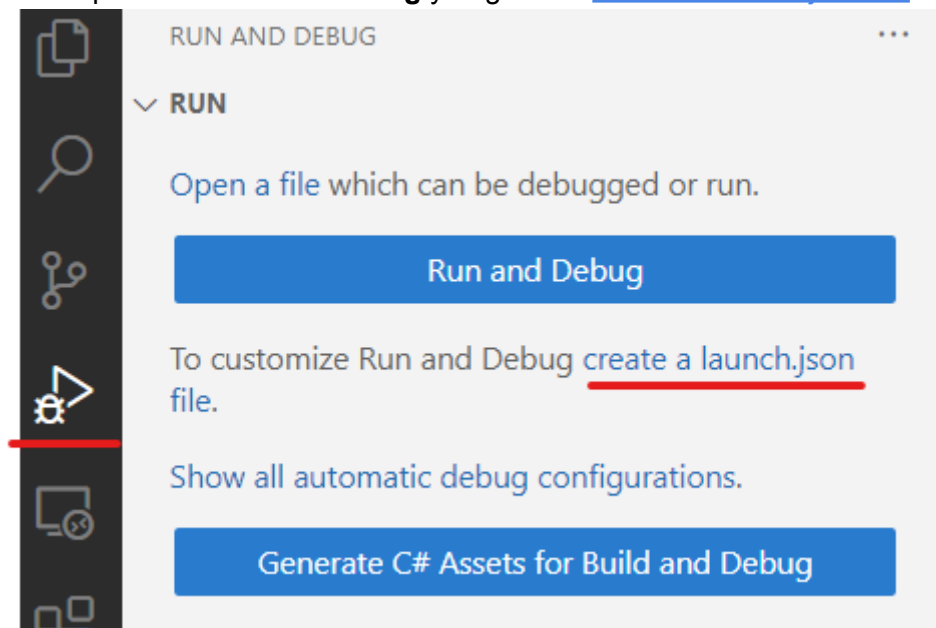 RUN AND DEBUG
RUN
Open a file which can be debugged or run.
Run and Debug
To customize Run and Debug create a launch.json
file.
Show all automatic debug configurations.
Generate C# Assets for Build and Debug